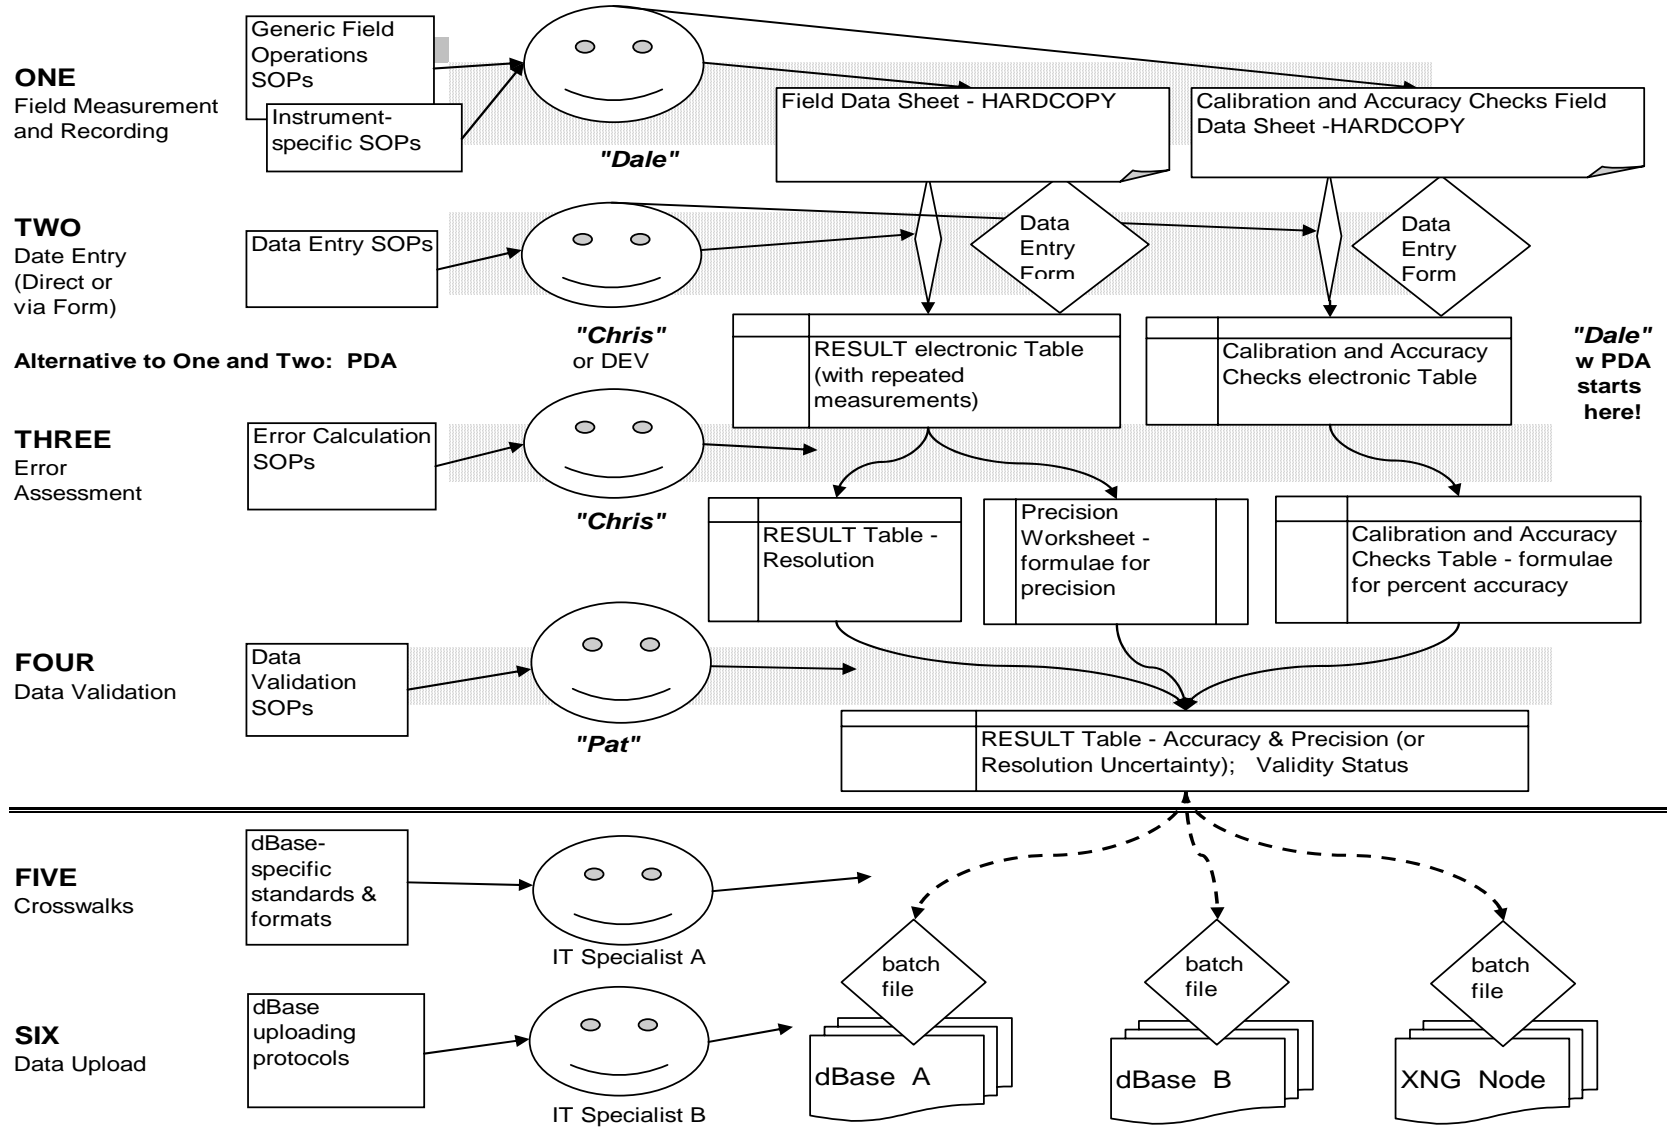 ONE
Field Measurement
and Recording
Generic Field
Operations
SOPs
Instrument-
specific SOPs
"Dale"
Field Data Sheet - HARDCOPY
Calibration and Accuracy Checks Field
Data Sheet -HARDCOPY
TWO
Date Entry
(Direct or
via Form)
Data Entry SOPs
"Chris"
or DEV
Data
Entry
Form
Data
Entry
Form
Alternative to One and Two:  PDA
RESULT electronic Table
(with repeated
measurements)
Calibration and Accuracy
Checks electronic Table
"Dale"
w PDA
starts
here!
THREE
Error
Assessment
Error Calculation
SOPs
"Chris"
RESULT Table -
Resolution
Precision
Worksheet -
formulae for
precision
Calibration and Accuracy
Checks Table - formulae
for percent accuracy
FOUR
Data Validation
Data
Validation
SOPs
"Pat"
RESULT Table - Accuracy & Precision (or
Resolution Uncertainty);   Validity Status
FIVE
Crosswalks
dBase-
specific
standards &
formats
IT Specialist A
batch
file
batch
file
batch
file
SIX
Data Upload
dBase
uploading
protocols
IT Specialist B
dBase  A
dBase  B
XNG  Node